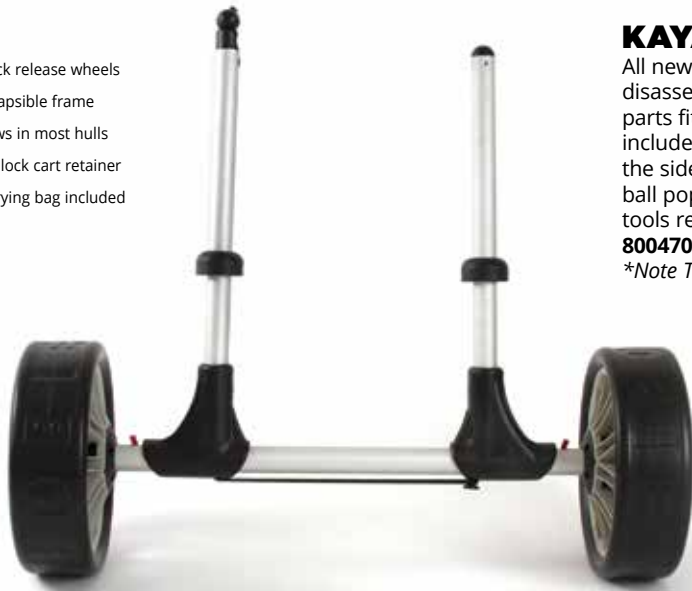 ck release wheels
apsible frame
ws in most hulls
lock cart retainer
ying bag included
KAYA
All new
disasse
parts fi
include
the side
ball pop
tools re
800470
*Note T